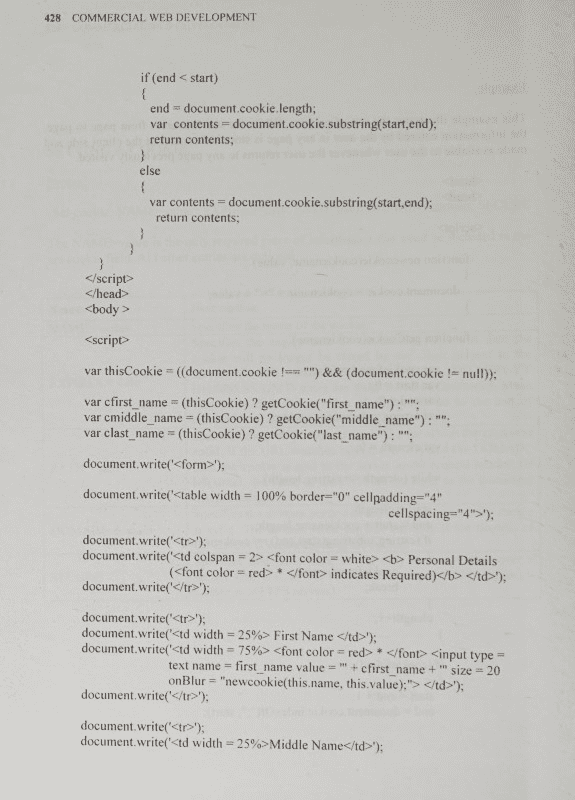 428 COMMERCIAL WEB DEVELOPMENT
if (end < start)
{
end = document.cookie.length;
var contents = document.cookie.substring(start,end);
return contents;
}
else
{
var contents = document.cookie.substring(start,end);
return contents;
}
}
}
</script>
</head>
<body >
<script>
var thisCookie = ((document.cookie !== "") && (document.cookie != null));
var cfirst_name = (thisCookie) ? getCookie("first_name") : "";
var cmiddle_name = (thisCookie) ? getCookie("middle_name") : "";
var clast_name = (thisCookie) ? getCookie("last_name") : "";
document.write('<form>');
document.write('<table width = 100% border="0" cellpadding="4"
cellspacing="4">');
document.write('<tr>');
document.write('<td colspan = 2> <font color = white> <b> Personal Details
(<font color = red> * </font> indicates Required)</b> </td>');
document.write('</tr>');
document.write('<tr>');
document.write('<td width = 25%> First Name </td>');
document.write('<td width = 75%> <font color = red> * </font> <input type =
text name = first_name value = "' + cfirst_name + '" size = 20
onBlur = "newcookie(this.name, this.value);"> </td>');
document.write('</tr>');
document.write('<tr>');
document.write('<td width = 25%>Middle Name</td>');